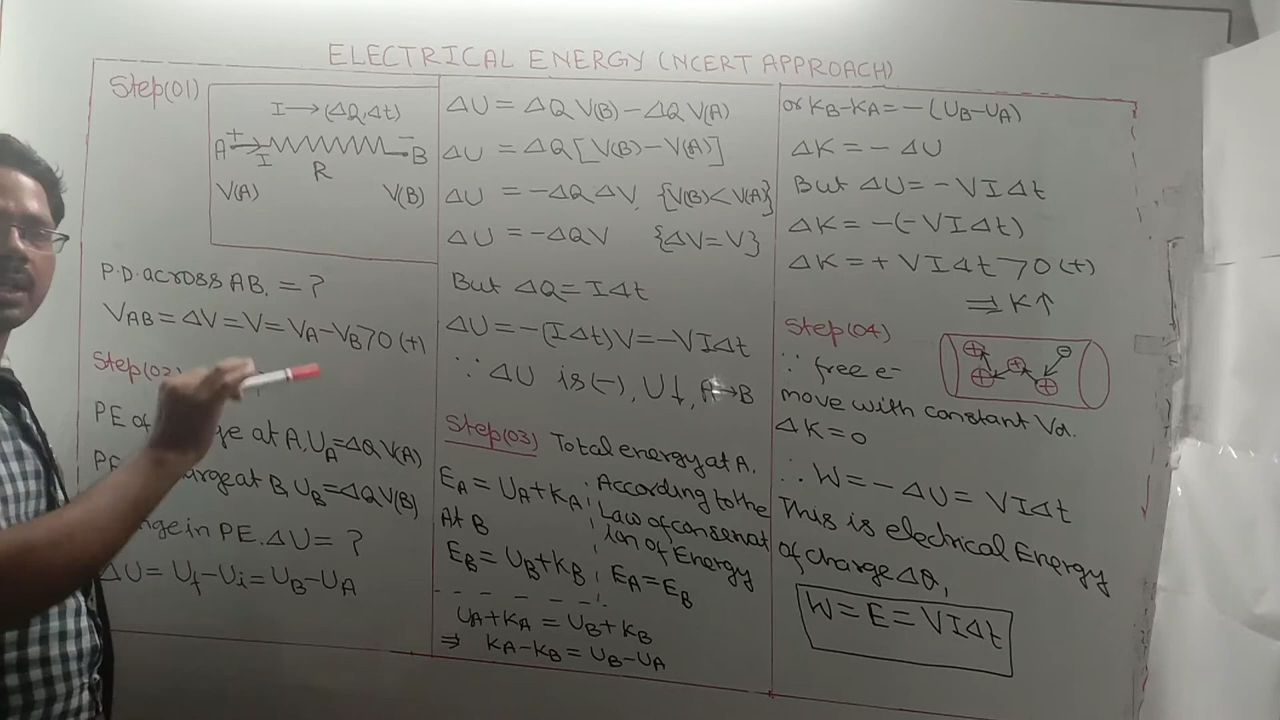 ELECTRICAL ENERGY (NCERT APPROACH)
Step(01)
I→(ΔQ,Δt)
A + I R − B
V(A) V(B)
P.D. across AB. = ?
VAB = ΔV = V = VA − VB > 0 (+)
Step(02)
PE of at A, UA = ΔQ V(A)
PE at B, UB = ΔQ V(B)
in PE. ΔU = ?
ΔU = Uf − Ui = UB − UA
ΔU = ΔQ V(B) − ΔQ V(A)
ΔU = ΔQ [V(B) − V(A)]
ΔU = −ΔQ ΔV, {V(B) < V(A)}
ΔU = −ΔQV {ΔV = V}
But ΔQ = IΔt
ΔU = −(IΔt)V = −VIΔt
∵ ΔU is (−), U↓, A→B
Step(03) Total energy at A.
EA = UA + KA
At B
EB = UB + KB
According to the
Law of conservat
ion of Energy
EA = EB
UA + KA = UB + KB
⇒ KA − KB = UB − UA
or KB − KA = −(UB − UA)
ΔK = −ΔU
But ΔU = −VIΔt
ΔK = −(−VIΔt)
ΔK = + VIΔt > 0 (+)
⇒ K↑
Step(04)
+ + + + −
∵ free e−
move with constant Vd.
ΔK = 0
∴ W = −ΔU = VIΔt
This is electrical Energy
of charge ΔQ,
W = E = VIΔt